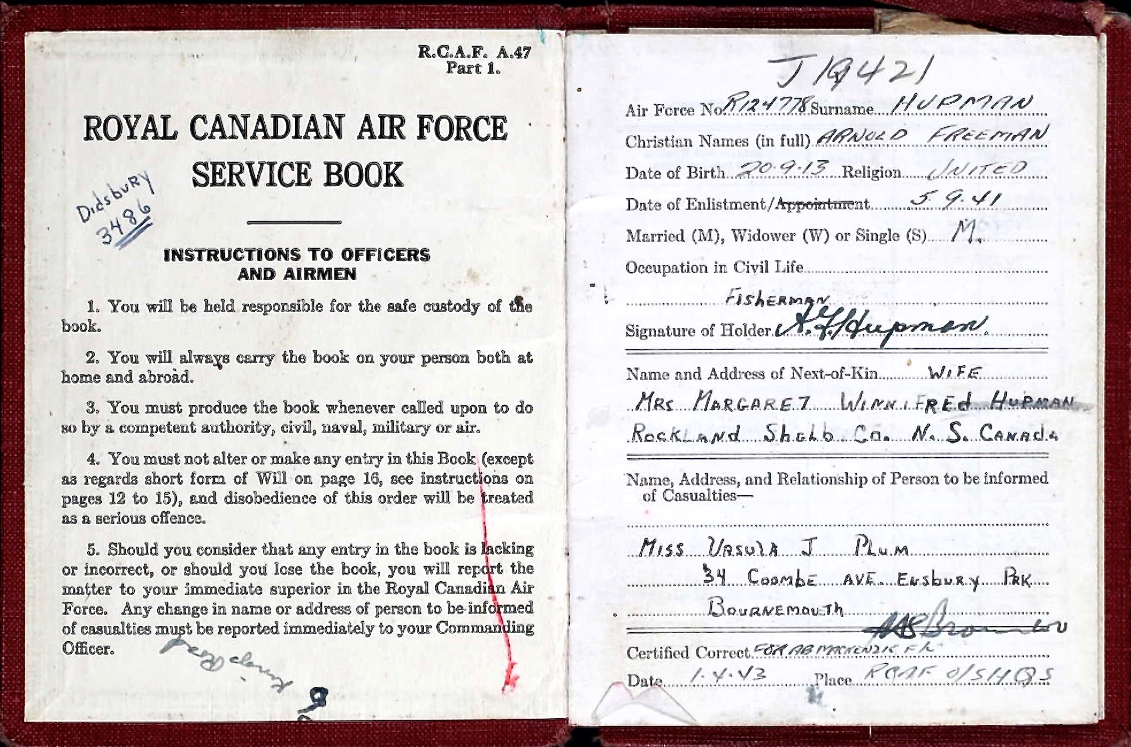 R.C.A.F. A.47
Part 1.
ROYAL CANADIAN AIR FORCE
SERVICE BOOK
Didsbury
3486
INSTRUCTIONS TO OFFICERS
AND AIRMEN
1. You will be held responsible for the safe custody of the
book.
2. You will always carry the book on your person both at
home and abroad.
3. You must produce the book whenever called upon to do
so by a competent authority, civil, naval, military or air.
4. You must not alter or make any entry in this Book (except
as regards short form of Will on page 16, see instructions on
pages 12 to 15), and disobedience of this order will be treated
as a serious offence.
5. Should you consider that any entry in the book is lacking
or incorrect, or should you lose the book, you will report the
matter to your immediate superior in the Royal Canadian Air
Force. Any change in name or address of person to be informed
of casualties must be reported immediately to your Commanding
Officer.
J19421
Air Force No. R124778 Surname HUPMAN
Christian Names (in full) ARNOLD FREEMAN
Date of Birth 20.9.13 Religion UNITED
Date of Enlistment/Appointment 5.9.41
Married (M), Widower (W) or Single (S) M.
Occupation in Civil Life
FISHERMAN
Signature of Holder A F Hupman.
Name and Address of Next-of-Kin WIFE
MRS MARGARET WINNIFREd HUPMAN
ROCKLAND Shelb. Co. N. S. CANADA
Name, Address, and Relationship of Person to be informed
of Casualties—
MISS URSULA J PLUM
34 COOMBE AVE. ENSBURY PRK
BOURNEMOUTH
Certified Correct FOR AB MACKENZIE F/L
Date 1.4.43 Place RCAF O/S HQS